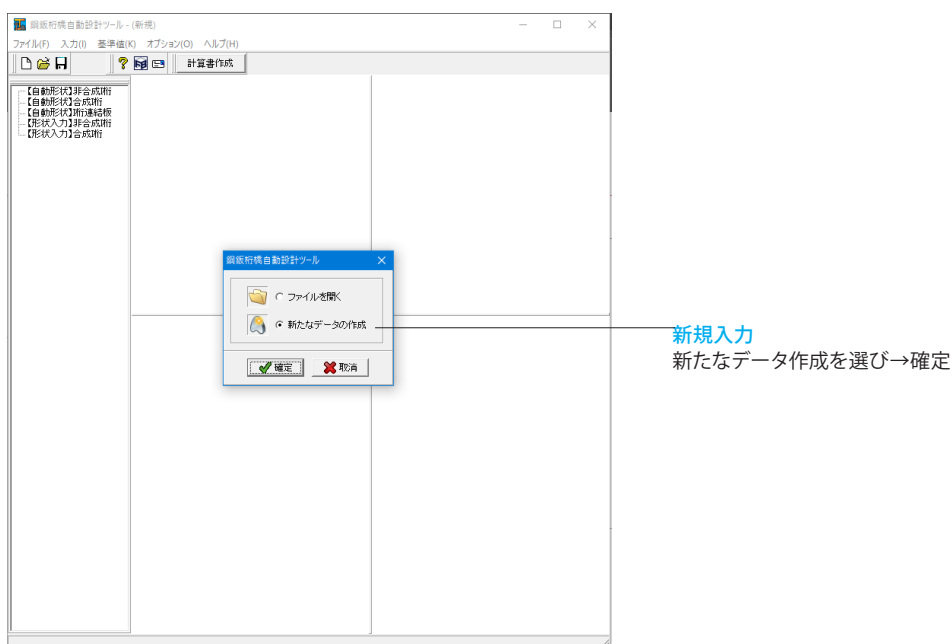 鋼鈑桁橋自動設計ツール - (新規)
ファイル(F) 入力(I) 基準値(K) オプション(O) ヘルプ(H)
計算書作成
【自動形状】非合成桁
【自動形状】合成桁
【自動形状】桁連結板
【形状入力】非合成桁
【形状入力】合成桁
鋼鈑桁橋自動設計ツール
ファイルを開く
新たなデータの作成
確定 取消
新規入力
新たなデータ作成を選び→確定